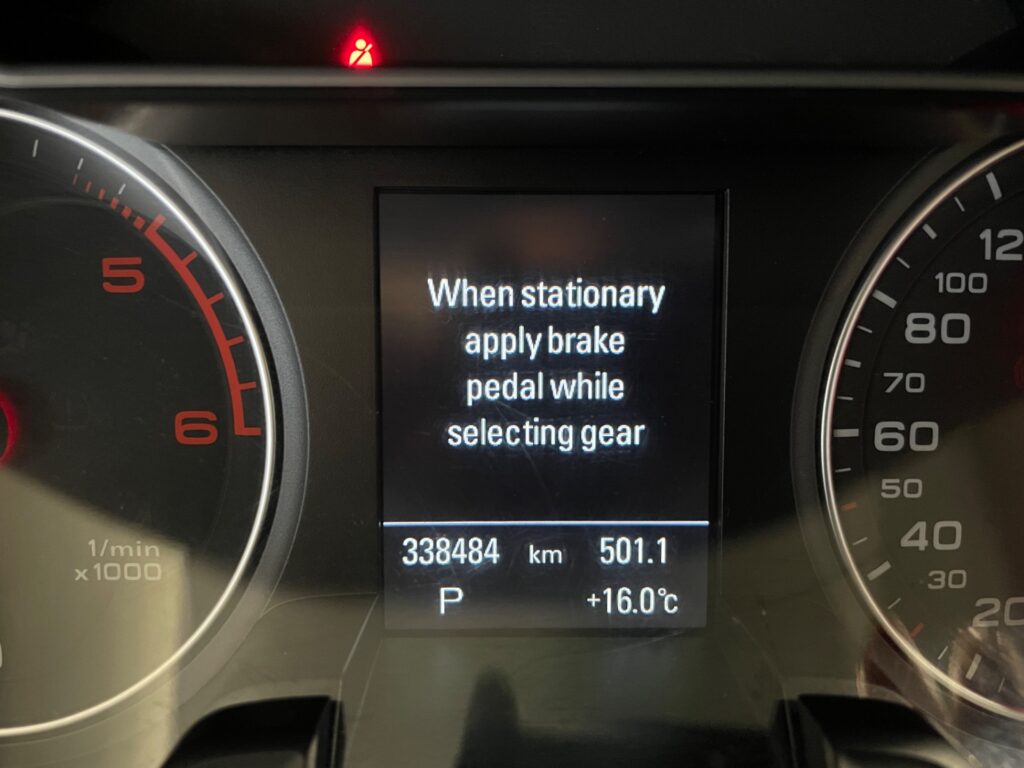 5
6
1/min
x1000
When stationary
apply brake
pedal while
selecting gear
338484 km 501.1
P +16.0°c
100
80
70
60
50
40
30
20